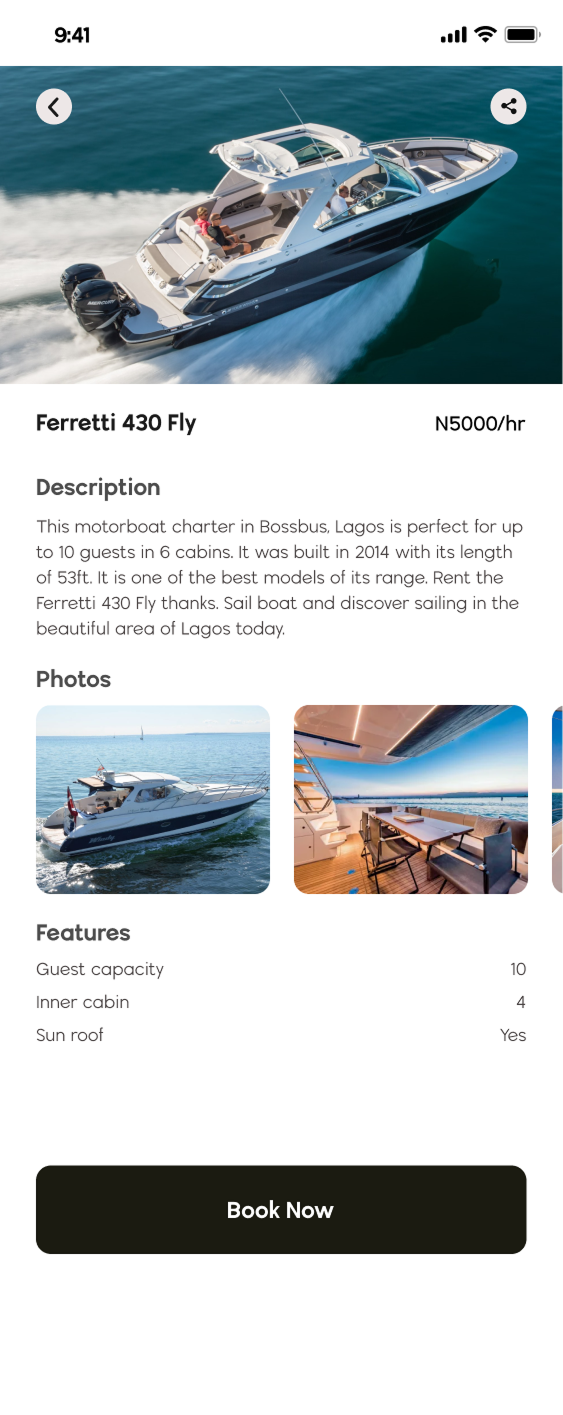 9:41
MERCURY
Ferretti 430 Fly
N5000/hr
Description
This motorboat charter in Bossbus, Lagos is perfect for up
to 10 guests in 6 cabins. It was built in 2014 with its length
of 53ft. It is one of the best models of its range. Rent the
Ferretti 430 Fly thanks. Sail boat and discover sailing in the
beautiful area of Lagos today.
Photos
Features
Guest capacity
10
Inner cabin
4
Sun roof
Yes
Book Now